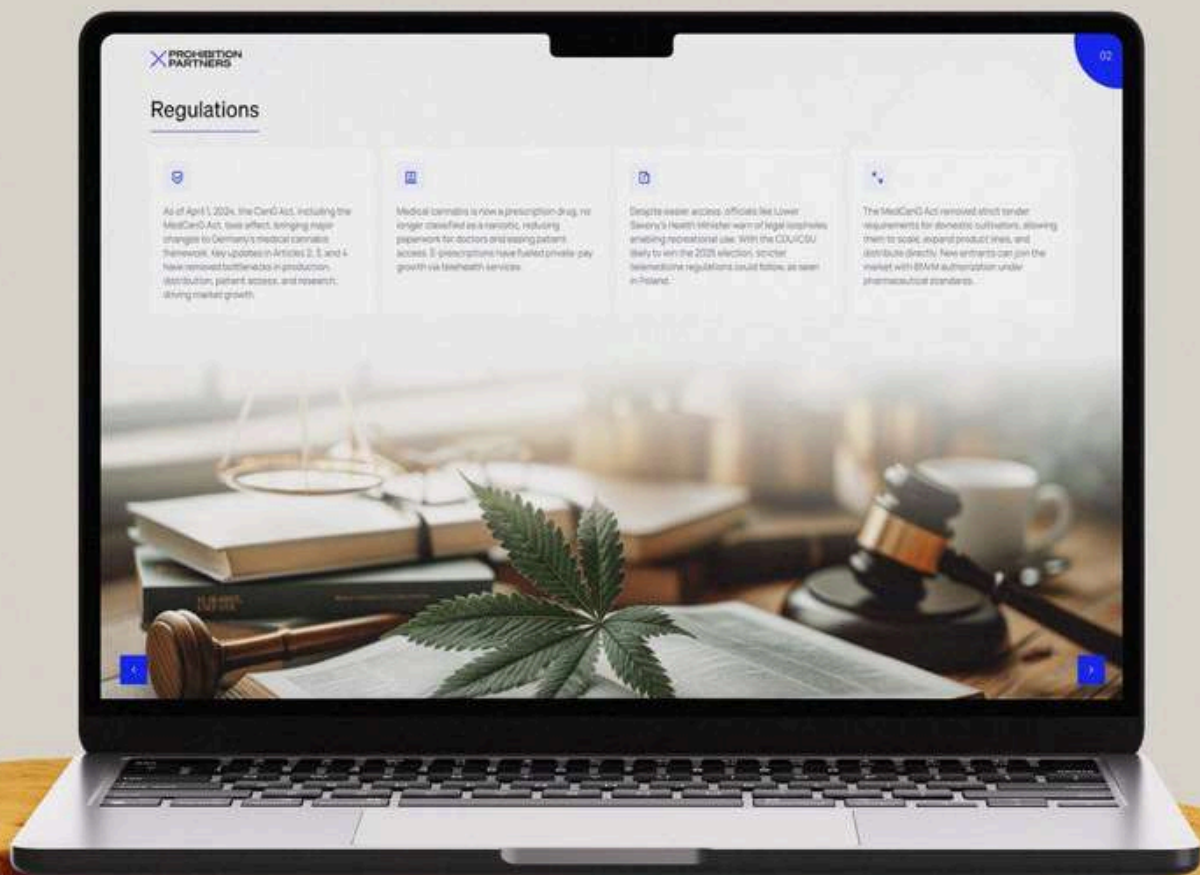 PROHIBITION
PARTNERS
02
Regulations
As of April 1, 2024, the CanG Act, including the
MedCanG Act, took effect, bringing major
changes to Germany's medical cannabis
framework. Key updates in Articles 2, 3, and 4
have removed bottlenecks in production,
distribution, patient access, and research,
driving market growth.
Medical cannabis is now a prescription drug, no
longer classified as a narcotic, reducing
paperwork for doctors and easing patient
access. E-prescriptions have fueled private-pay
growth via telehealth services.
Despite easier access, officials like Lower
Saxony's Health Minister warn of legal loopholes
enabling recreational use. With the CDU/CSU
likely to win the 2025 election, stricter
telemedicine regulations could follow, as seen
in Poland.
The MedCanG Act removed strict tender
requirements for domestic cultivators, allowing
them to scale, expand product lines, and
distribute directly. New entrants can join the
market with BfArM authorization under
pharmaceutical standards.